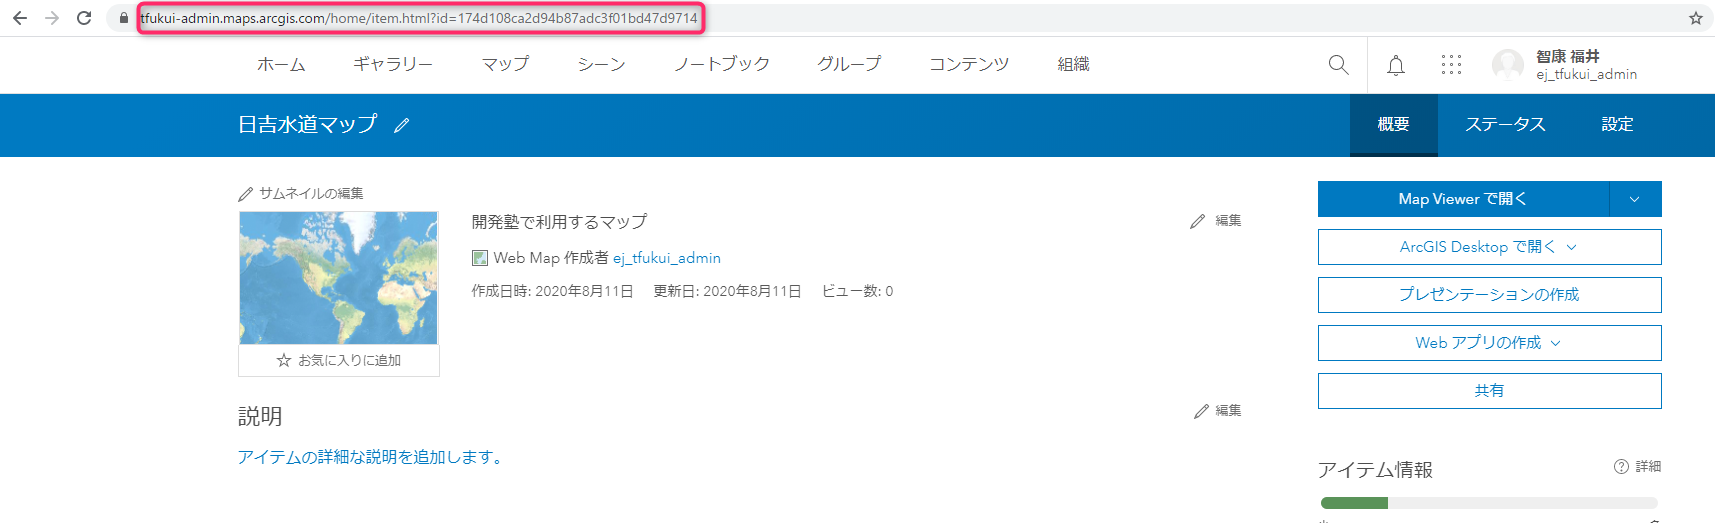 tfukui-admin.maps.arcgis.com/home/item.html?id=174d108ca2d94b87adc3f01bd47d9714
ホーム ギャラリー マップ シーン ノートブック グループ コンテンツ 組織
智康 福井
ej_tfukui_admin
日吉水道マップ
概要 ステータス 設定
サムネイルの編集
Map Viewer で開く
開発塾で利用するマップ
編集
ArcGIS Desktop で開く
Web Map 作成者 ej_tfukui_admin
作成日時: 2020年8月11日 更新日: 2020年8月11日 ビュー数: 0
プレゼンテーションの作成
Web アプリの作成
お気に入りに追加
共有
説明
編集
アイテムの詳細な説明を追加します。
アイテム情報
詳細